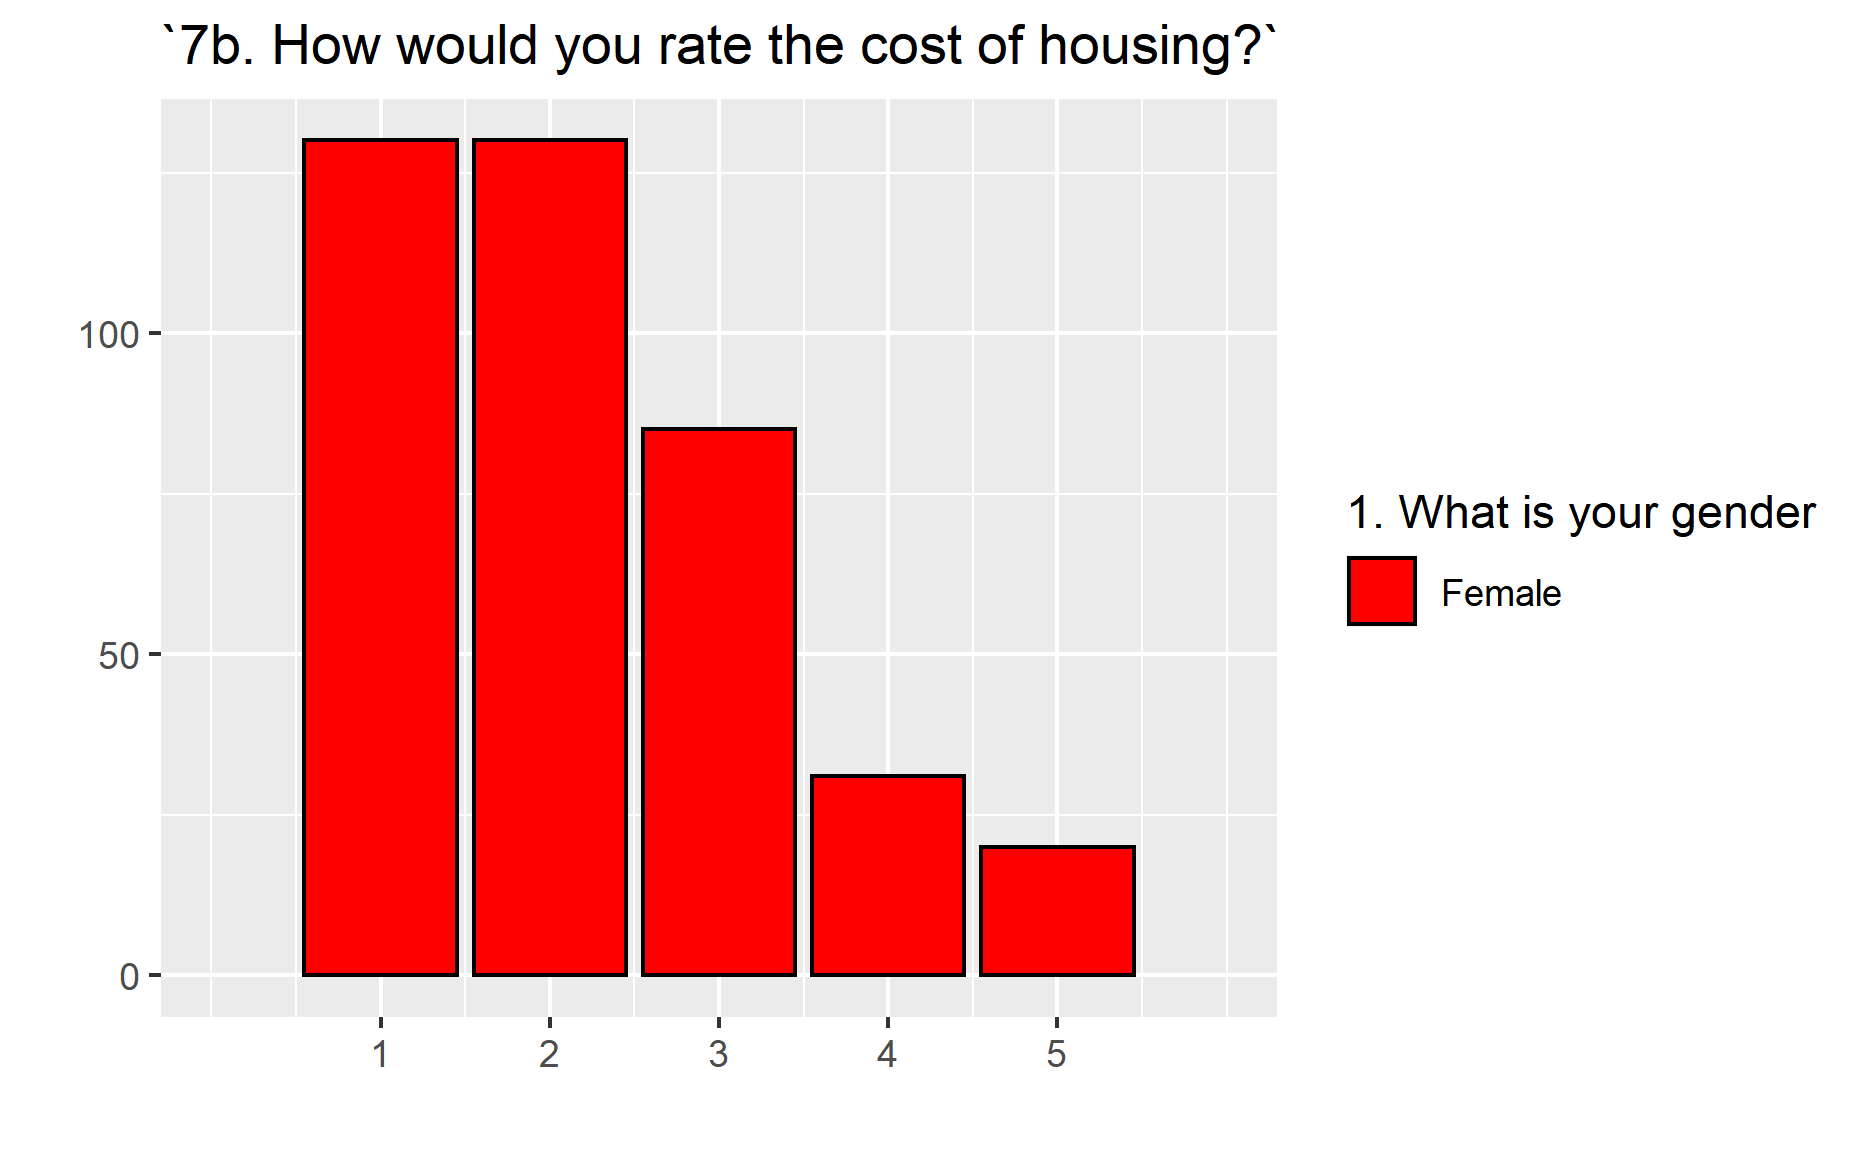 `7b. How would you rate the cost of housing?`
100
50
0
1 2 3 4 5
1. What is your gender
Female